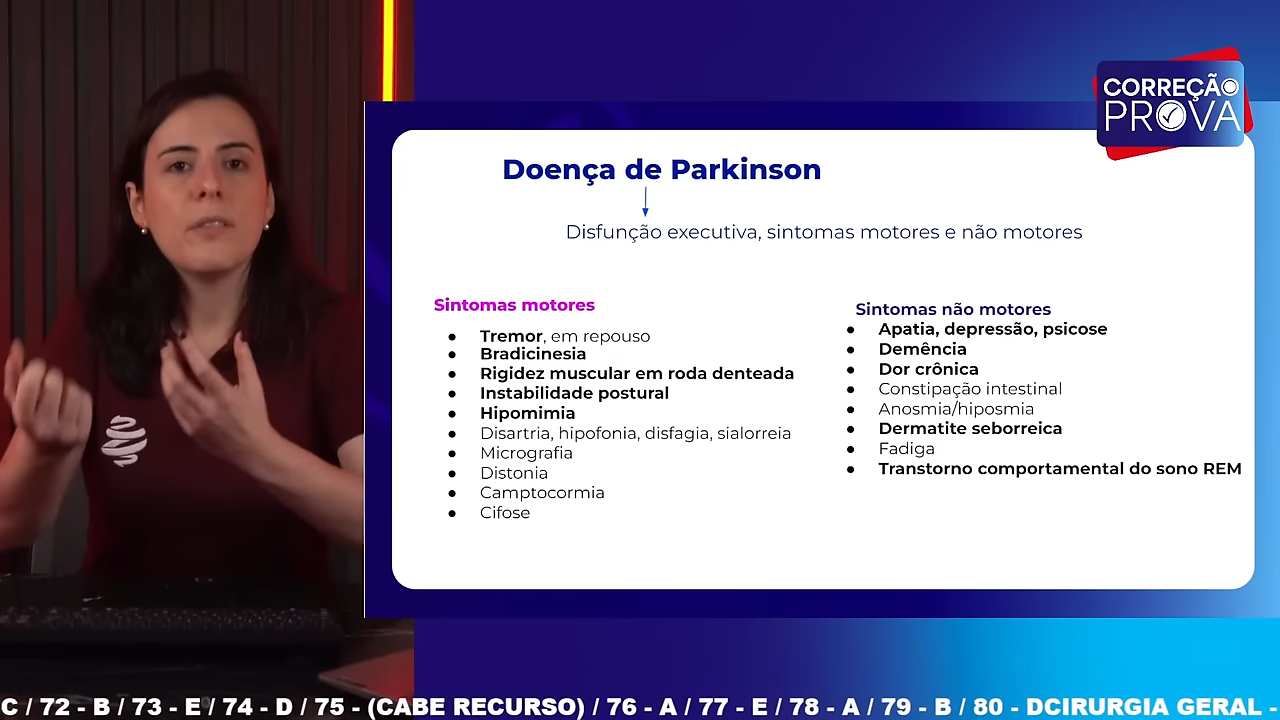 CORREÇÃO
PROVA
Doença de Parkinson
Disfunção executiva, sintomas motores e não motores
Sintomas motores
● Tremor, em repouso
● Bradicinesia
● Rigidez muscular em roda denteada
● Instabilidade postural
● Hipomimia
● Disartria, hipofonia, disfagia, sialorreia
● Micrografia
● Distonia
● Camptocormia
● Cifose
Sintomas não motores
● Apatia, depressão, psicose
● Demência
● Dor crônica
● Constipação intestinal
● Anosmia/hiposmia
● Dermatite seborreica
● Fadiga
● Transtorno comportamental do sono REM
C / 72 - B / 73 - E / 74 - D / 75 - (CABE RECURSO) / 76 - A / 77 - E / 78 - A / 79 - B / 80 - DCIRURGIA GERAL -